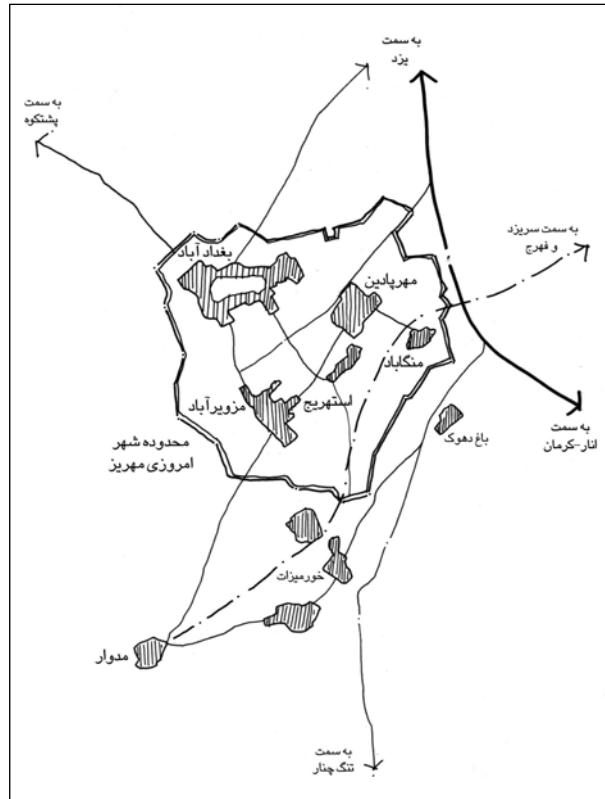 به سمت
یزد
به سمت
پشتکوه
به سمت سریزد
و فهرج
بغداد آباد
مهرپادین
منگاباد
استهریج
مزویرآباد
به سمت
انار-کرمان
باغ دهوک
محدوده شهر
امروزی مهریز
خورمیزات
مدوار
به سمت
تنگ چنار